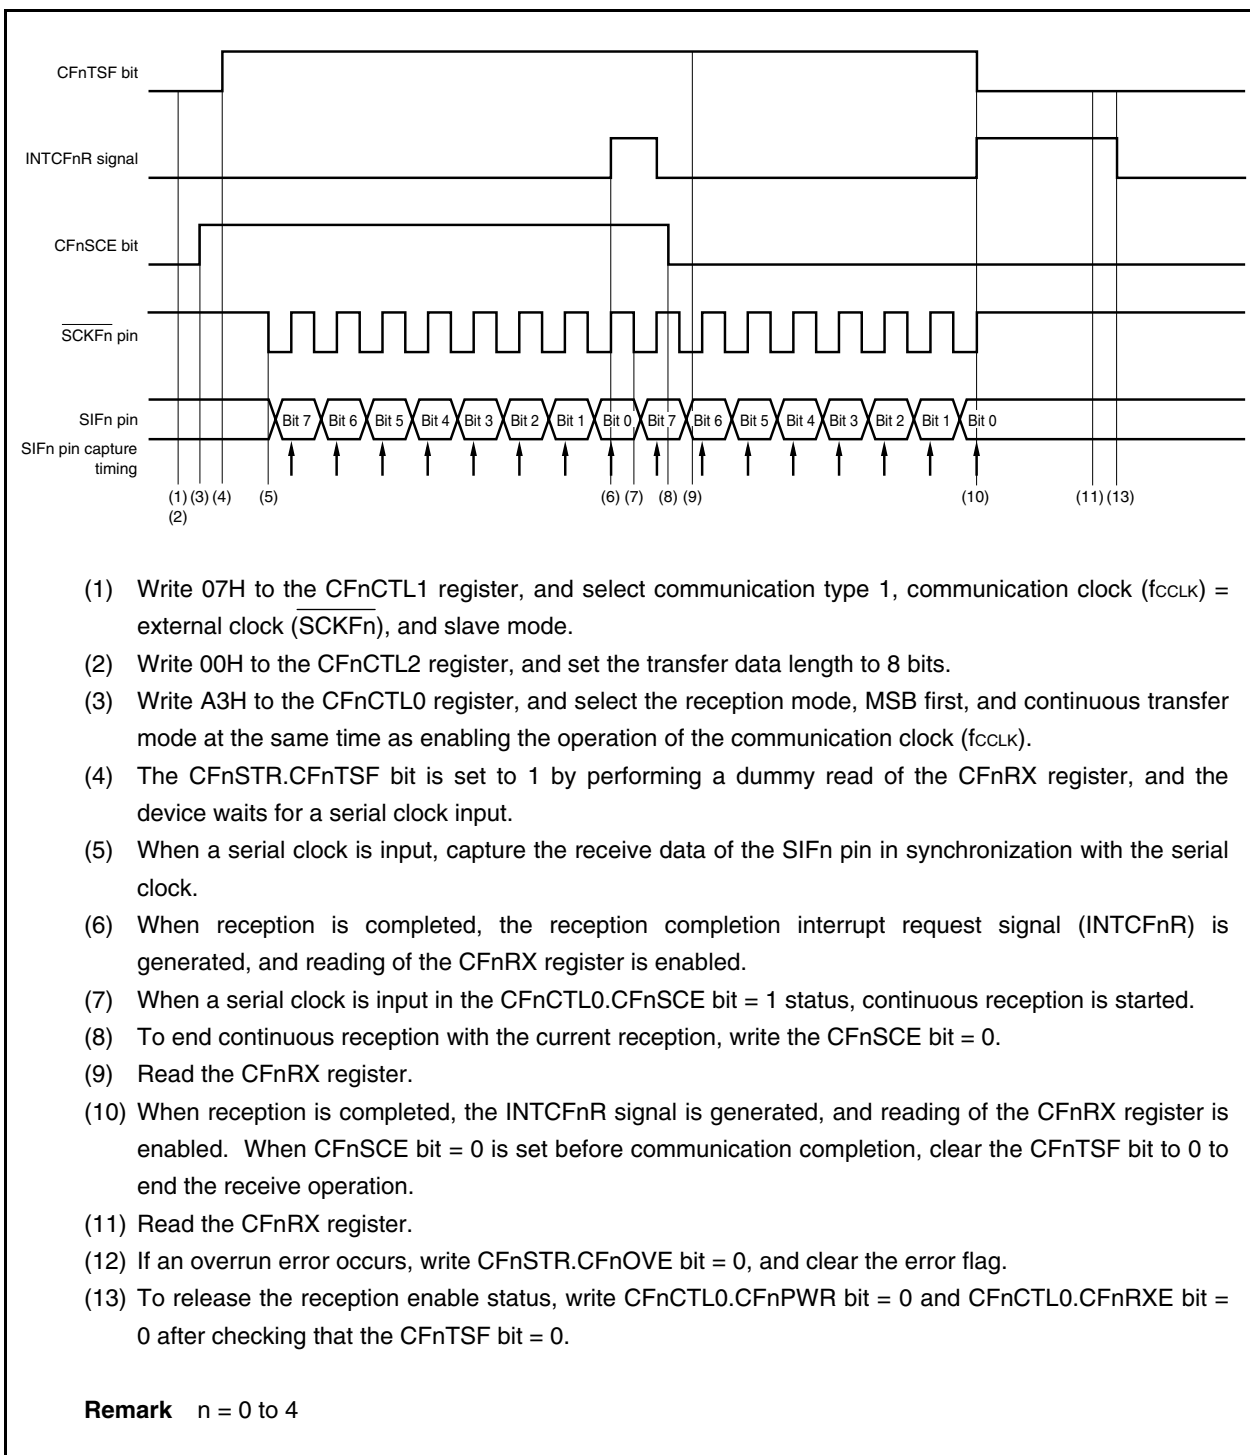 CFnTSF bit
INTCFnR signal
CFnSCE bit
SCKFn pin
SIFn pin
Bit 7 Bit 6 Bit 5 Bit 4 Bit 3 Bit 2 Bit 1 Bit 0 Bit 7 Bit 6 Bit 5 Bit 4 Bit 3 Bit 2 Bit 1 Bit 0
SIFn pin capture
timing
(1) (3) (4) (5) (6) (7) (8) (9) (10) (11) (13)
(2)
(1) Write 07H to the CFnCTL1 register, and select communication type 1, communication clock (fCCLK) =
external clock (SCKFn), and slave mode.
(2) Write 00H to the CFnCTL2 register, and set the transfer data length to 8 bits.
(3) Write A3H to the CFnCTL0 register, and select the reception mode, MSB first, and continuous transfer
mode at the same time as enabling the operation of the communication clock (fCCLK).
(4) The CFnSTR.CFnTSF bit is set to 1 by performing a dummy read of the CFnRX register, and the
device waits for a serial clock input.
(5) When a serial clock is input, capture the receive data of the SIFn pin in synchronization with the serial
clock.
(6) When reception is completed, the reception completion interrupt request signal (INTCFnR) is
generated, and reading of the CFnRX register is enabled.
(7) When a serial clock is input in the CFnCTL0.CFnSCE bit = 1 status, continuous reception is started.
(8) To end continuous reception with the current reception, write the CFnSCE bit = 0.
(9) Read the CFnRX register.
(10) When reception is completed, the INTCFnR signal is generated, and reading of the CFnRX register is
enabled. When CFnSCE bit = 0 is set before communication completion, clear the CFnTSF bit to 0 to
end the receive operation.
(11) Read the CFnRX register.
(12) If an overrun error occurs, write CFnSTR.CFnOVE bit = 0, and clear the error flag.
(13) To release the reception enable status, write CFnCTL0.CFnPWR bit = 0 and CFnCTL0.CFnRXE bit =
0 after checking that the CFnTSF bit = 0.
Remark n = 0 to 4